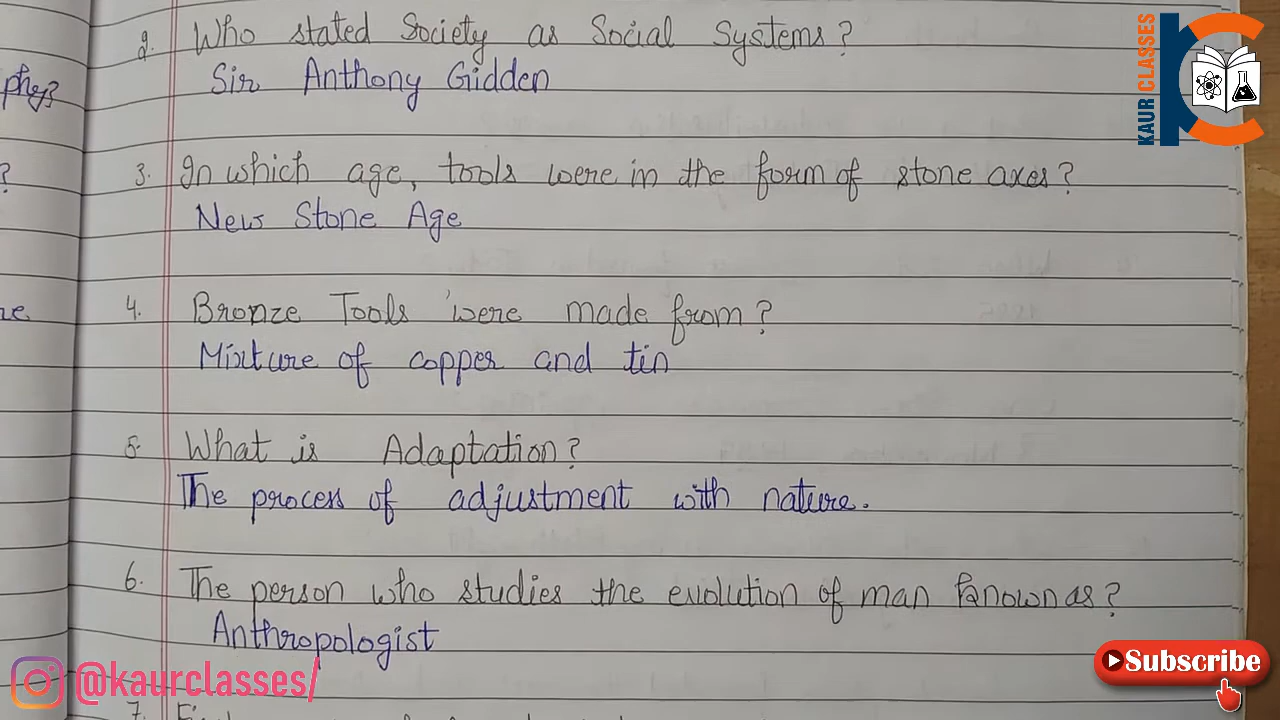 phy?
?
re
2. Who stated Society as Social Systems?
Sir Anthony Gidden
3. In which age, tools were in the form of stone axes?
New Stone Age
4. Bronze Tools were made from?
Mixture of copper and tin
5. What is Adaptation?
The process of adjustment with nature.
6. The person who studies the evolution of man known as?
Anthropologist
7.
KAUR CLASSES
@kaurclasses/
Subscribe